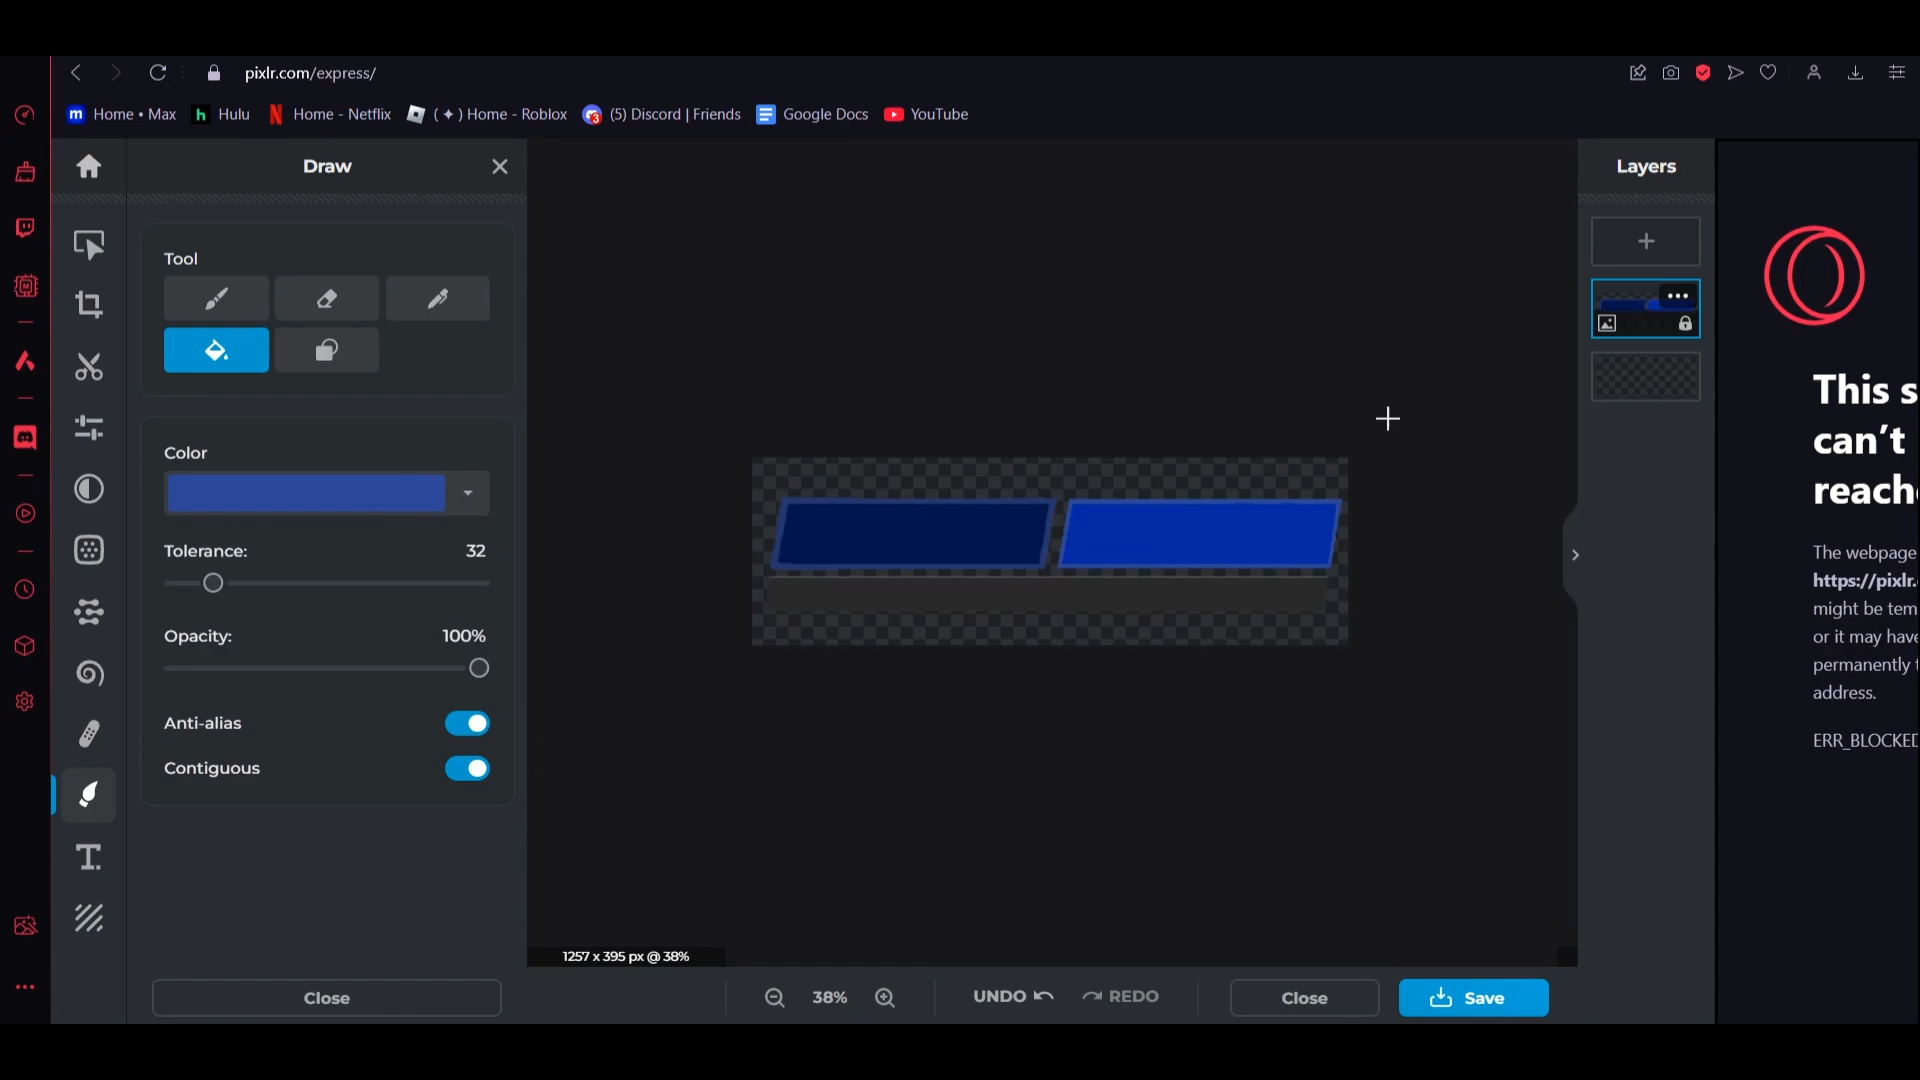 pixlr.com/express/
Home • Max
Hulu
Home - Netflix
( ✦ ) Home - Roblox
(5) Discord | Friends
Google Docs
YouTube
Draw
Tool
Color
Tolerance: 32
Opacity: 100%
Anti-alias
Contiguous
Close
1257 x 395 px @ 38%
38%
UNDO
REDO
Close
Save
Layers
This s
can’t
reach
The webpage
https://pixlr.
might be tem
or it may have
permanently
address.
ERR_BLOCKED